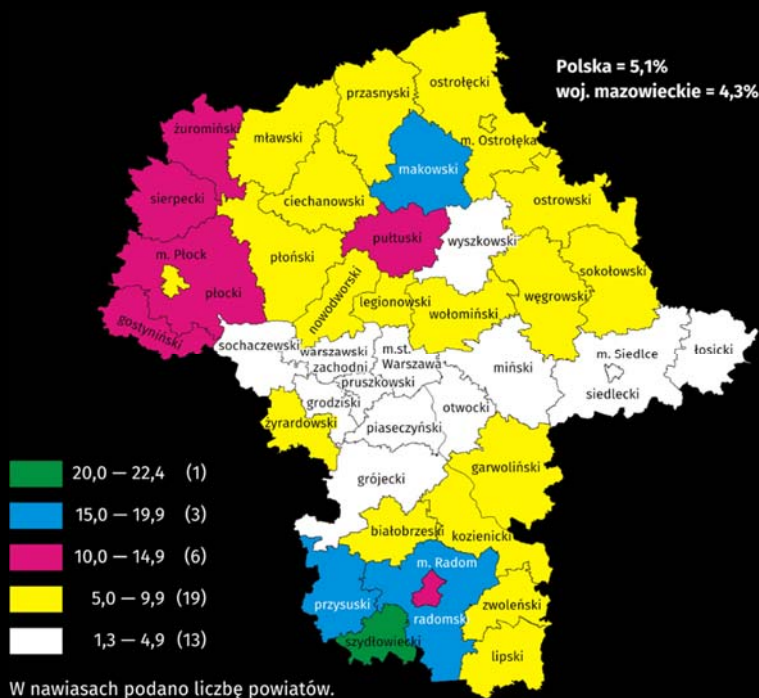 ostrołęcki
Polska = 5,1%
woj. mazowieckie = 4,3%
przasnyski
żuromiński
mławski
m. Ostrołęka
makowski
sierpecki
ciechanowski
ostrowski
pułtuski
wyszkowski
m. Płock
płoński
sokołowski
płocki
nowodworski
legionowski
węgrowski
wołomiński
gostyniński
sochaczewski
warszawski
zachodni
m.st.
Warszawa
m. Siedlce
łosicki
miński
pruszkowski
siedlecki
grodziski
otwocki
żyrardowski
piaseczyński
garwoliński
grójecki
20,0 — 22,4 (1)
15,0 — 19,9 (3)
10,0 — 14,9 (6)
5,0 — 9,9 (19)
1,3 — 4,9 (13)
białobrzeski
kozienicki
m. Radom
przysuski
zwoleński
radomski
szydłowiecki
lipski
W nawiasach podano liczbę powiatów.